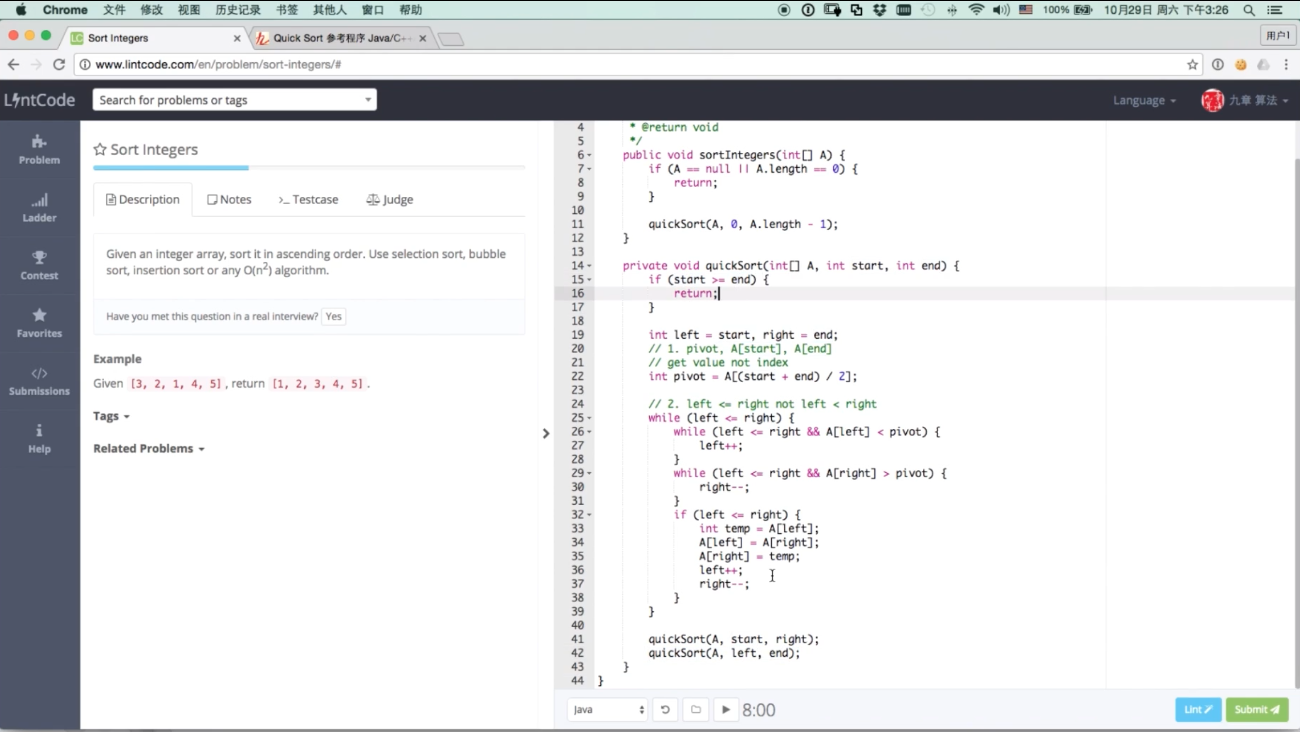 Chrome 文件 修改 视图 历史记录 书签 其他人 窗口 帮助 100% 10月29日 周六 下午3:26
Sort Integers
Quick Sort 参考程序 Java/C++
用户1
www.lintcode.com/en/problem/sort-integers/#
LintCode
Search for problems or tags
Language
九章 算法
Problem
Ladder
Contest
Favorites
Submissions
Help
Sort Integers
Description Notes >_ Testcase Judge
Given an integer array, sort it in ascending order. Use selection sort, bubble
sort, insertion sort or any O(n2) algorithm.
Have you met this question in a real interview? Yes
Example
Given [3, 2, 1, 4, 5], return [1, 2, 3, 4, 5].
Tags
Related Problems
4 * @return void
5 */
6 public void sortIntegers(int[] A) {
7 if (A == null || A.length == 0) {
8 return;
9 }
10
11 quickSort(A, 0, A.length - 1);
12 }
13
14 private void quickSort(int[] A, int start, int end) {
15 if (start >= end) {
16 return;
17 }
18
19 int left = start, right = end;
20 // 1. pivot, A[start], A[end]
21 // get value not index
22 int pivot = A[(start + end) / 2];
23
24 // 2. left <= right not left < right
25 while (left <= right) {
26 while (left <= right && A[left] < pivot) {
27 left++;
28 }
29 while (left <= right && A[right] > pivot) {
30 right--;
31 }
32 if (left <= right) {
33 int temp = A[left];
34 A[left] = A[right];
35 A[right] = temp;
36 left++;
37 right--;
38 }
39 }
40
41 quickSort(A, start, right);
42 quickSort(A, left, end);
43 }
44 }
Java
8:00
Lint
Submit